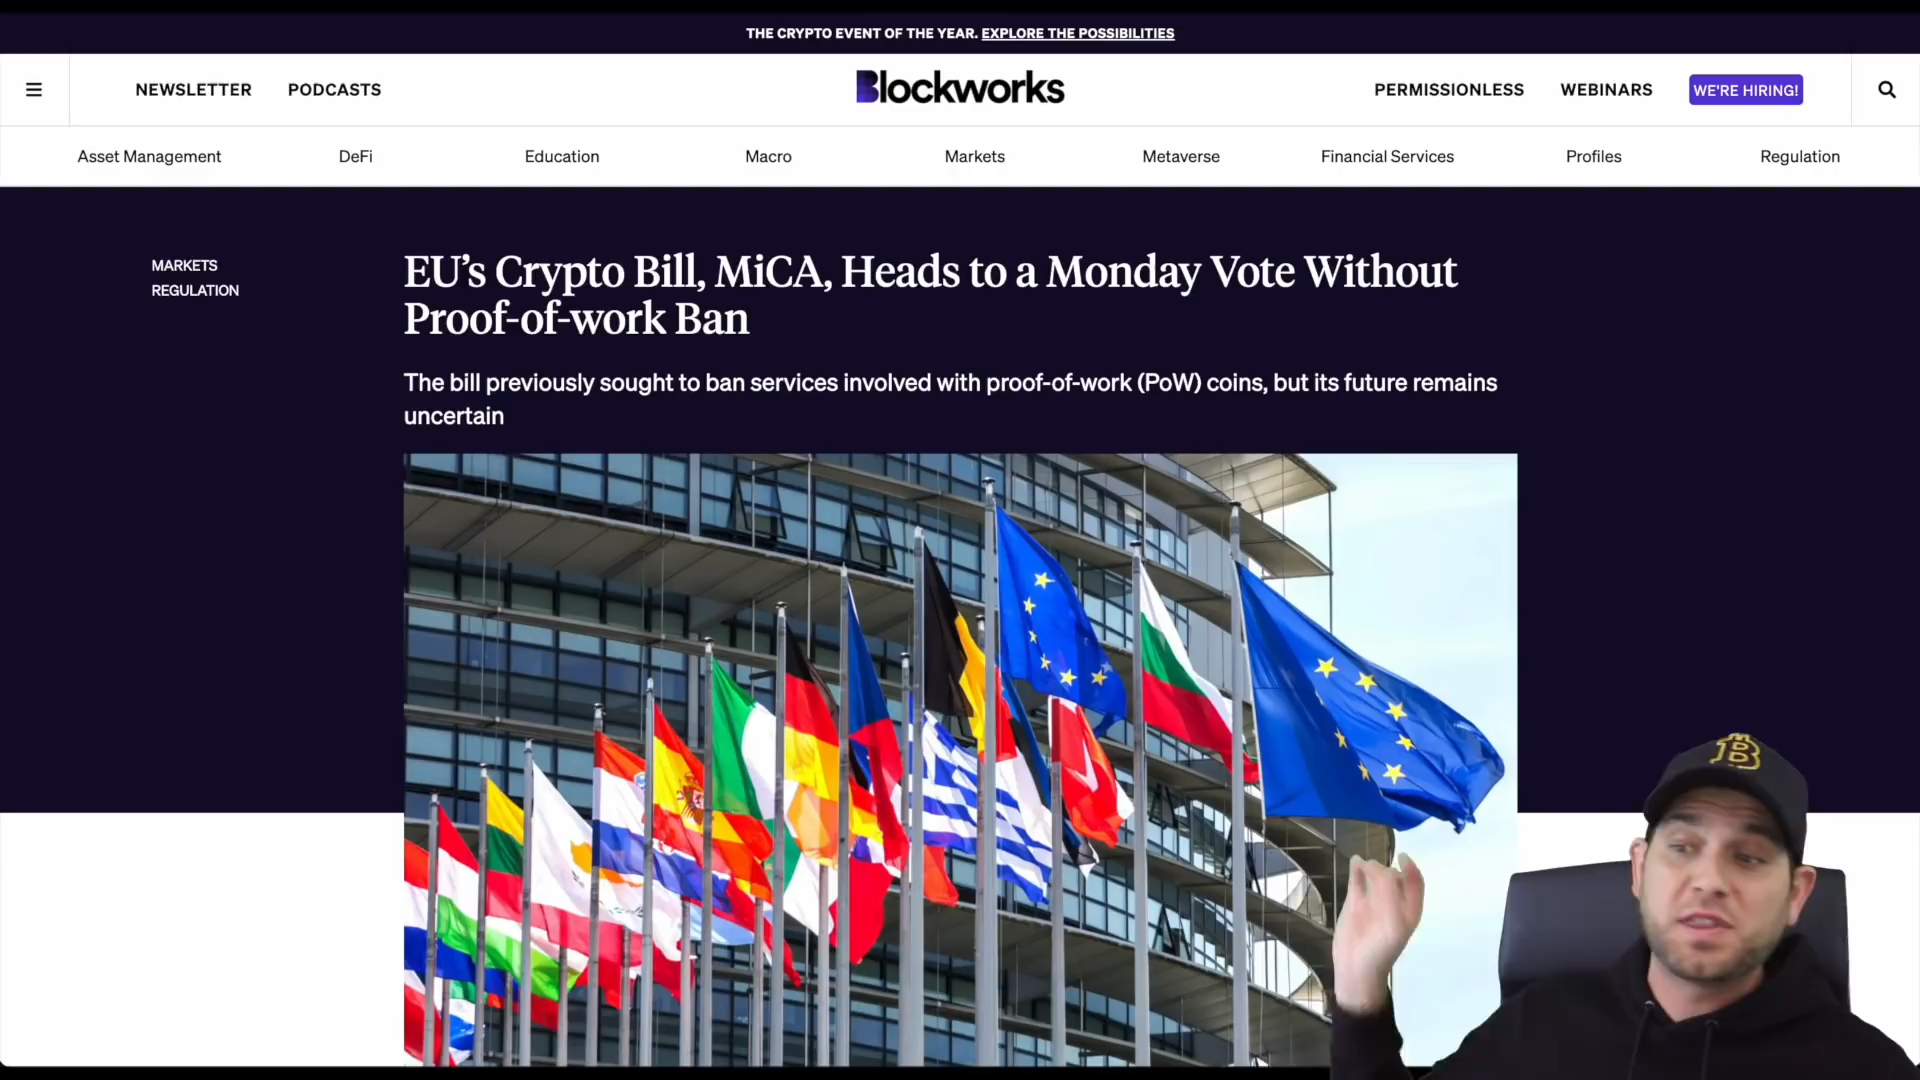 THE CRYPTO EVENT OF THE YEAR. EXPLORE THE POSSIBILITIES
NEWSLETTER
PODCASTS
Blockworks
PERMISSIONLESS
WEBINARS
WE'RE HIRING!
Asset Management
DeFi
Education
Macro
Markets
Metaverse
Financial Services
Profiles
Regulation
MARKETS
REGULATION
EU’s Crypto Bill, MiCA, Heads to a Monday Vote Without
Proof-of-work Ban
The bill previously sought to ban services involved with proof-of-work (PoW) coins, but its future remains
uncertain